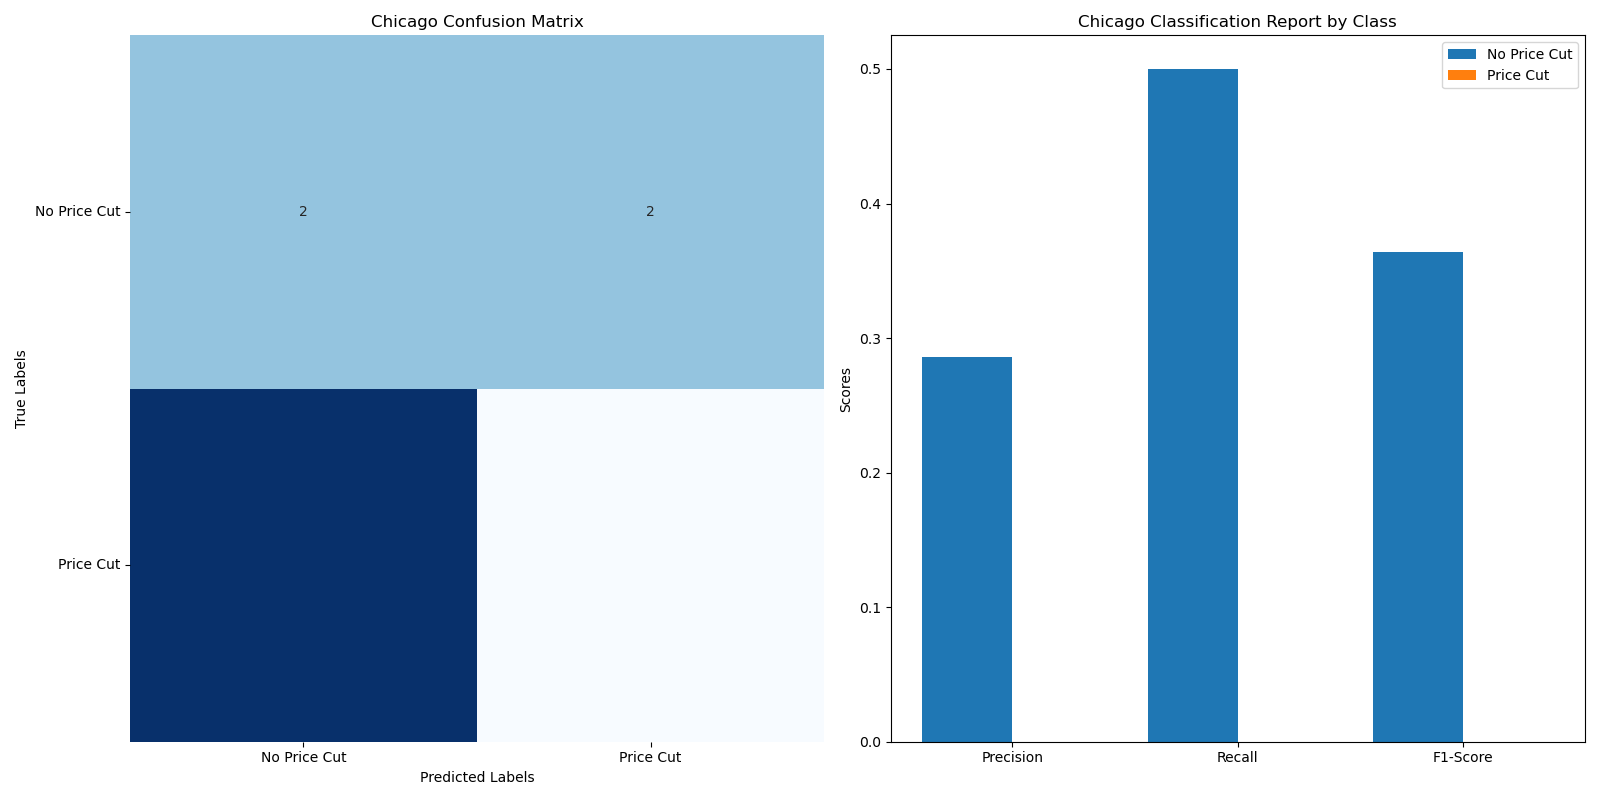 Chicago Confusion Matrix
No Price Cut
Price Cut
True Labels
2
2
No Price Cut
Price Cut
Predicted Labels
Chicago Classification Report by Class
No Price Cut
Price Cut
Scores
0.5
0.4
0.3
0.2
0.1
0.0
Precision
Recall
F1-Score